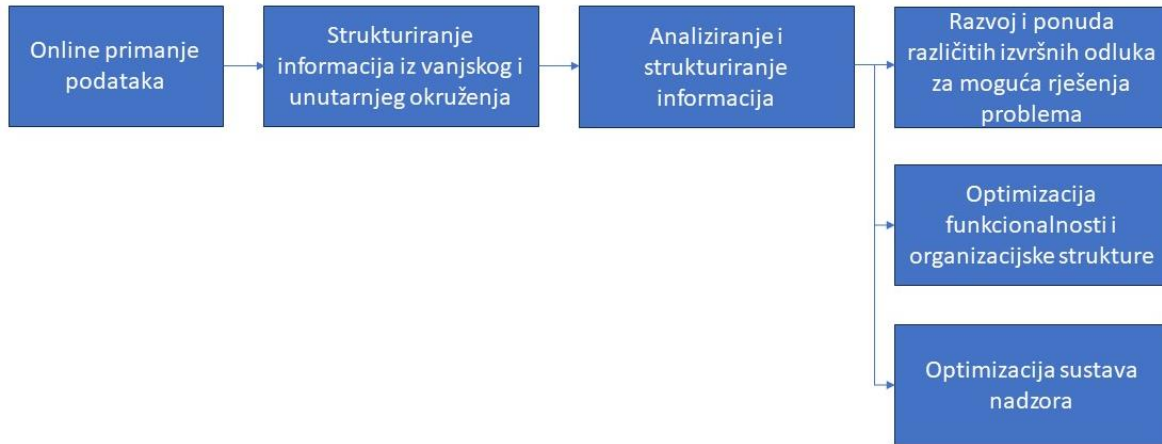 Online primanje
podataka
Strukturiranje
informacija iz vanjskog i
unutarnjeg okruženja
Analiziranje i
strukturiranje
informacija
Razvoj i ponuda
različitih izvršnih odluka
za moguća rješenja
problema
Optimizacija
funkcionalnosti i
organizacijske strukture
Optimizacija sustava
nadzora